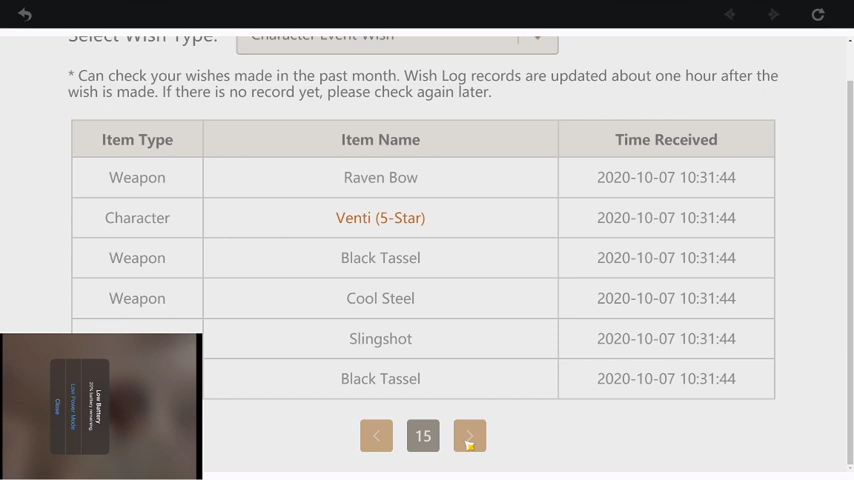 Select Wish Type:
Character Event Wish
* Can check your wishes made in the past month. Wish Log records are updated about one hour after the
wish is made. If there is no record yet, please check again later.
Item Type Item Name Time Received
Weapon Raven Bow 2020-10-07 10:31:44
Character Venti (5-Star) 2020-10-07 10:31:44
Weapon Black Tassel 2020-10-07 10:31:44
Weapon Cool Steel 2020-10-07 10:31:44
Slingshot 2020-10-07 10:31:44
Black Tassel 2020-10-07 10:31:44
15
Low Battery
20% battery remaining.
Low Power Mode
Close